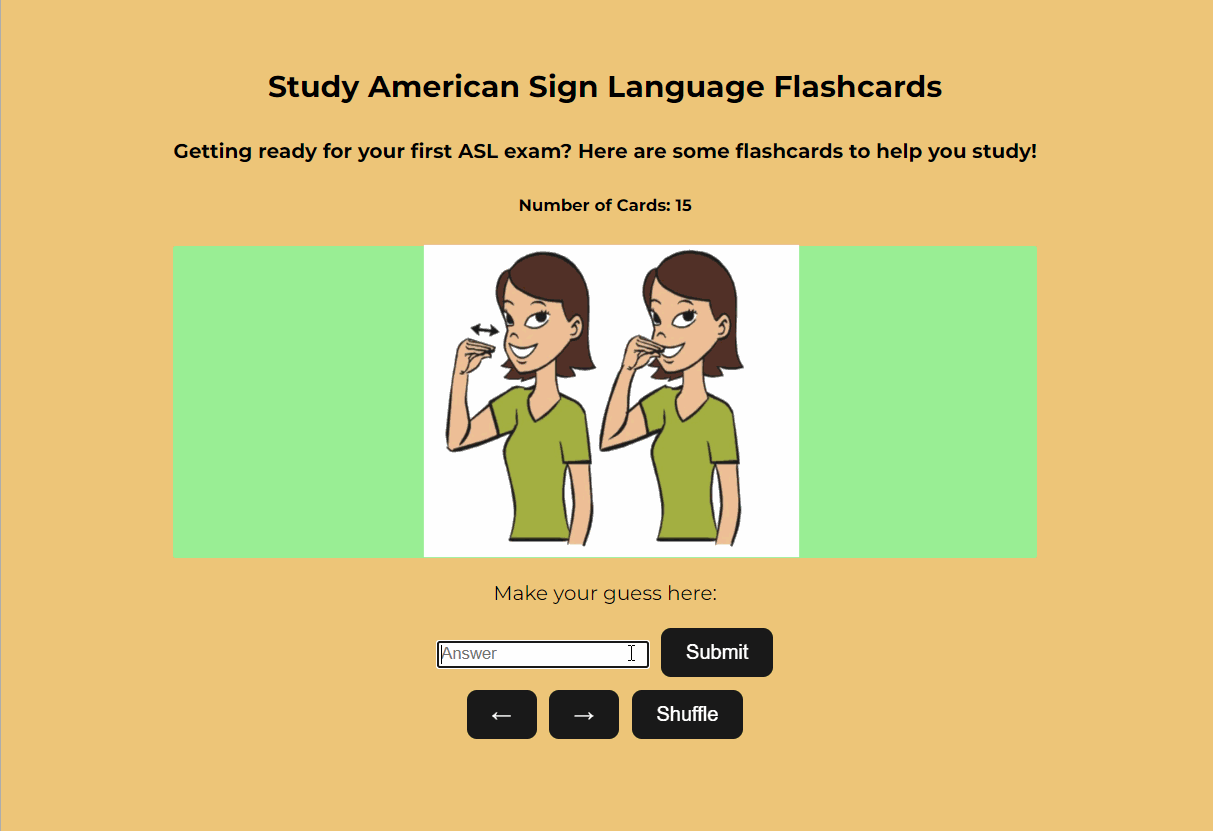 Study American Sign Language Flashcards
Getting ready for your first ASL exam? Here are some flashcards to help you study!
Number of Cards: 15
Make your guess here:
Answer
Submit
←
→
Shuffle